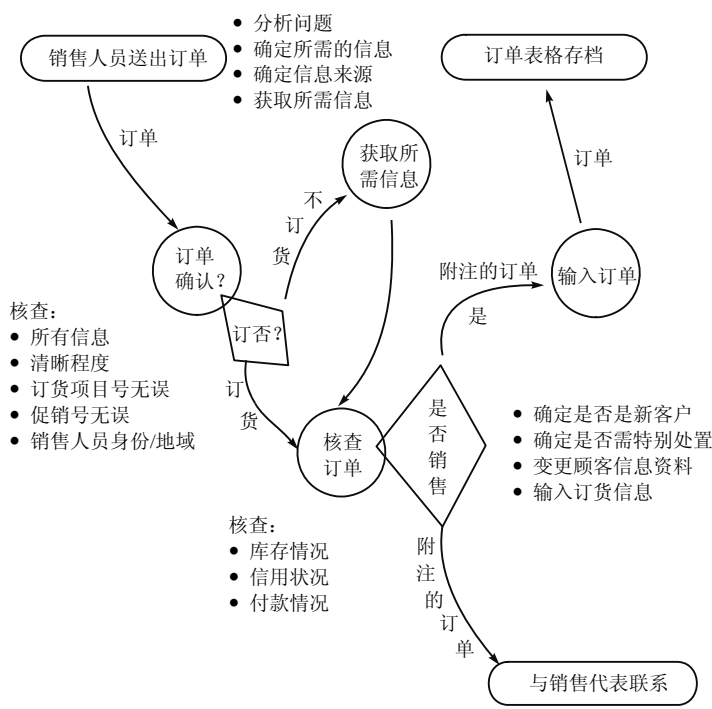 销售人员送出订单
● 分析问题
● 确定所需的信息
● 确定信息来源
● 获取所需信息
订单表格存档
订单
获取所
需信息
订单
不
订
货
订单
确认?
附注的订单
是
输入订单
订否?
核查:
● 所有信息
● 清晰程度
● 订货项目号无误
● 促销号无误
● 销售人员身份/地域
订
货
核查
订单
是
否
销
售
● 确定是否是新客户
● 确定是否需特别处置
● 变更顾客信息资料
● 输入订货信息
核查:
● 库存情况
● 信用状况
● 付款情况
附
注
的
订
单
与销售代表联系